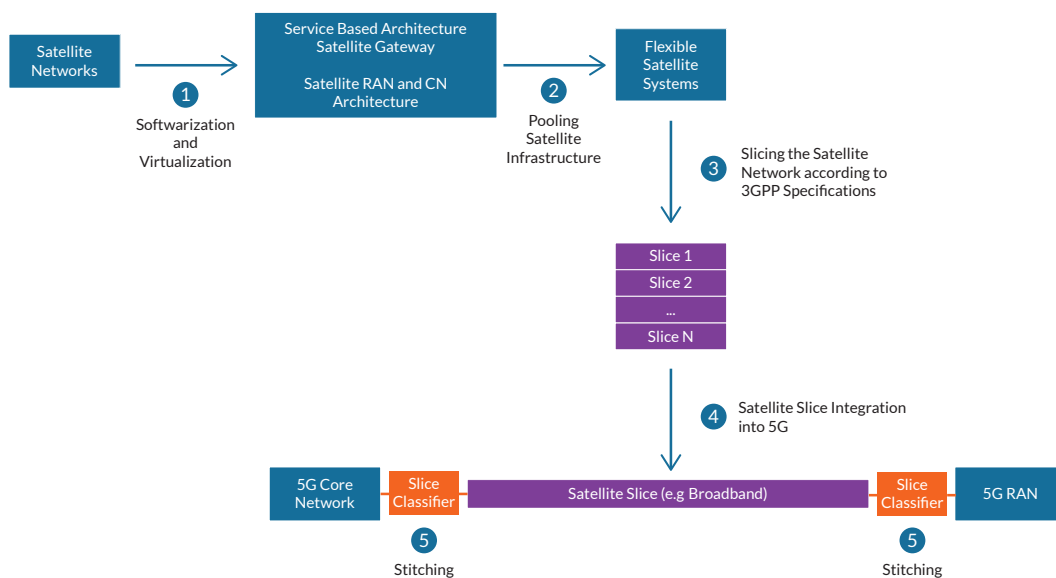 Satellite
Networks
1
Softwarization
and
Virtualization
Service Based Architecture
Satellite Gateway
Satellite RAN and CN
Architecture
2
Pooling
Satellite
Infrastructure
Flexible
Satellite
Systems
3
Slicing the Satellite
Network according to
3GPP Specifications
Slice 1
Slice 2
...
Slice N
4
Satellite Slice Integration
into 5G
5G Core
Network
Slice
Classifier
Satellite Slice (e.g Broadband)
Slice
Classifier
5G RAN
5
Stitching
5
Stitching